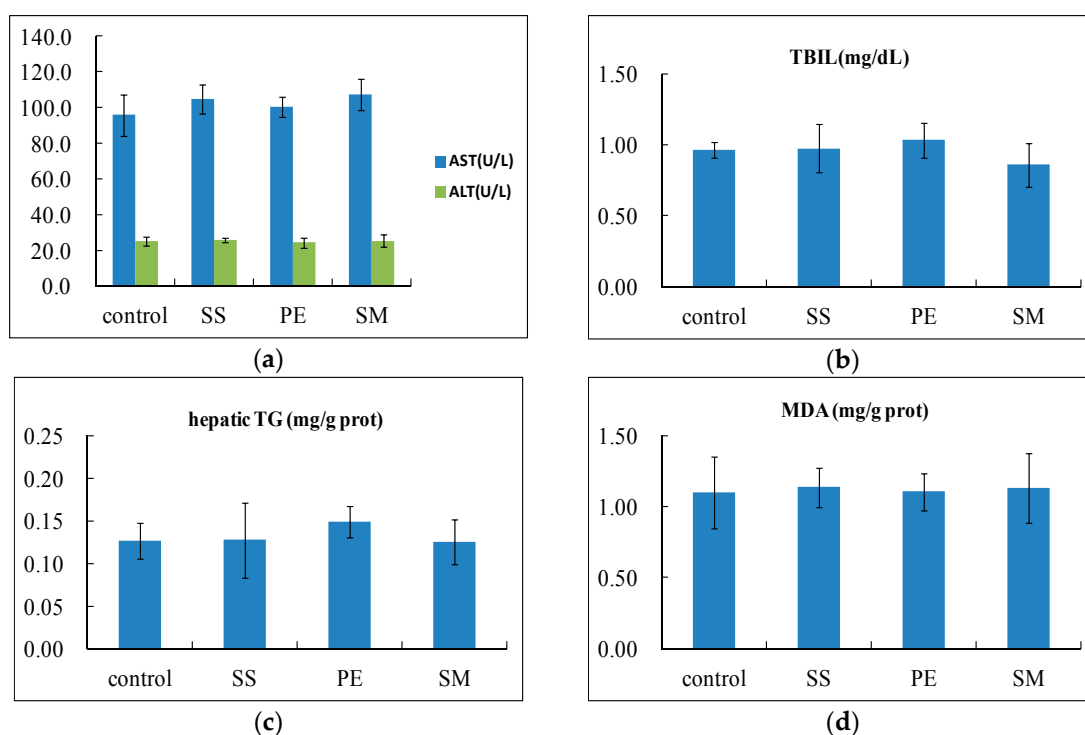 140.0
120.0
100.0
80.0
60.0
40.0
20.0
0.0
AST(U/L)
ALT(U/L)
control SS PE SM
(a)
TBIL(mg/dL)
1.50
1.00
0.50
0.00
control SS PE SM
(b)
hepatic TG (mg/g prot)
0.25
0.20
0.15
0.10
0.05
0.00
control SS PE SM
(c)
MDA (mg/g prot)
1.50
1.00
0.50
0.00
control SS PE SM
(d)